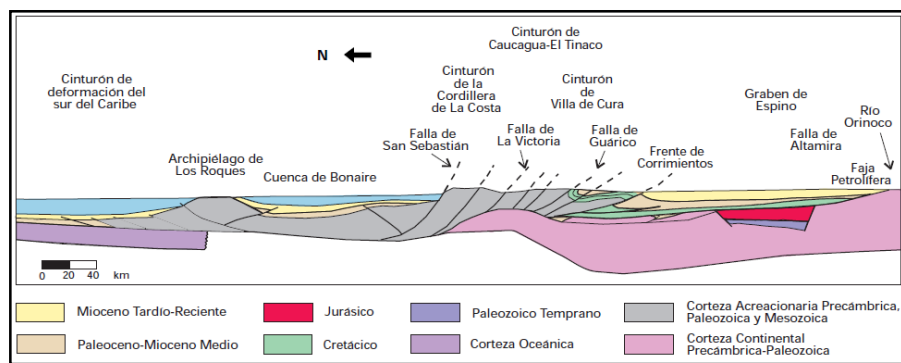 Cinturón de
Caucagua-El Tinaco
N
Cinturón de
deformación del
sur del Caribe
Cinturón
de la
Cordillera
de La Costa
Cinturón
de
Villa de Cura
Graben de
Espino
Río
Orinoco
Falla de
San Sebastián
Falla de
La Victoria
Falla de
Guárico
Falla de
Altamira
Archipiélago de
Los Roques
Cuenca de Bonaire
Frente de
Corrimientos
Faja
Petrolífera
0 20 40 km
Mioceno Tardío-Reciente
Jurásico
Paleozoico Temprano
Corteza Acreacionaria Precámbrica,
Paleozoica y Mesozoica
Paleoceno-Mioceno Medio
Cretácico
Corteza Oceánica
Corteza Continental
Precámbrica-Paleozoica